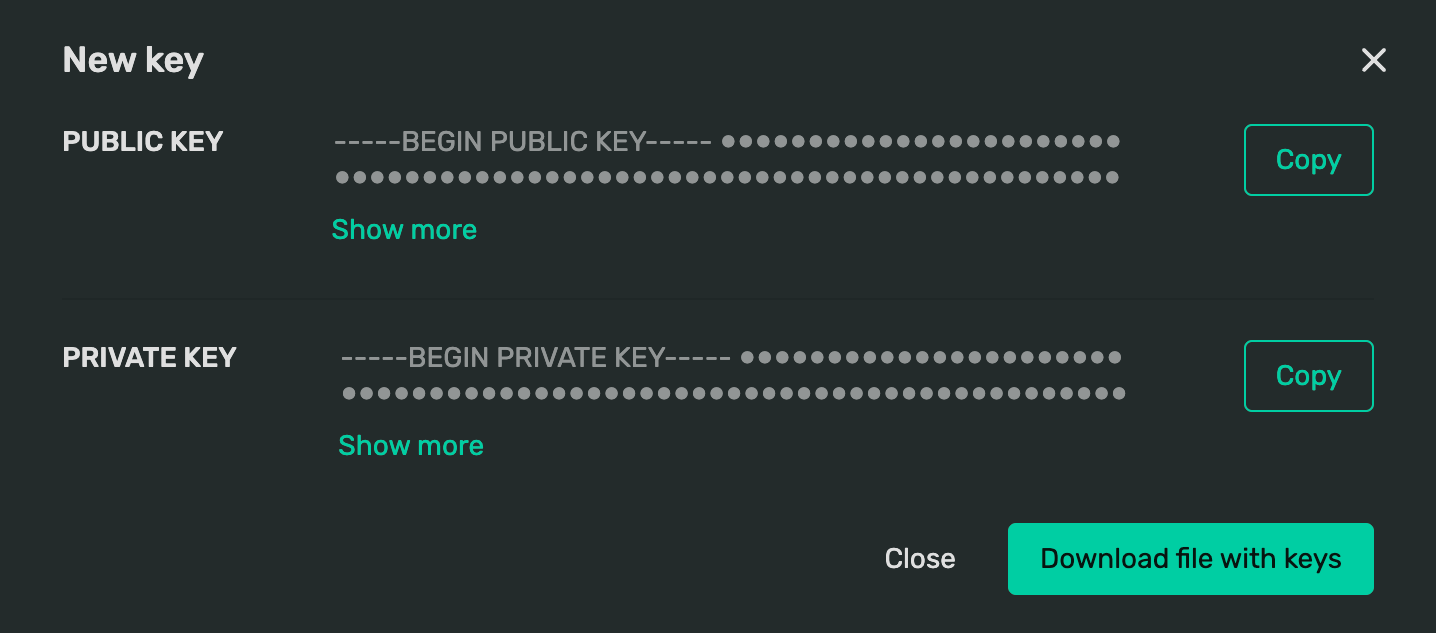 New key
PUBLIC KEY
-----BEGIN PUBLIC KEY----- ●●●●●●●●●●●●●●●●●●●●●●●
●●●●●●●●●●●●●●●●●●●●●●●●●●●●●●●●●●●●●●●●●●●●●
Copy
Show more
PRIVATE KEY
-----BEGIN PRIVATE KEY----- ●●●●●●●●●●●●●●●●●●●●●●
●●●●●●●●●●●●●●●●●●●●●●●●●●●●●●●●●●●●●●●●●●●●●
Copy
Show more
Close
Download file with keys